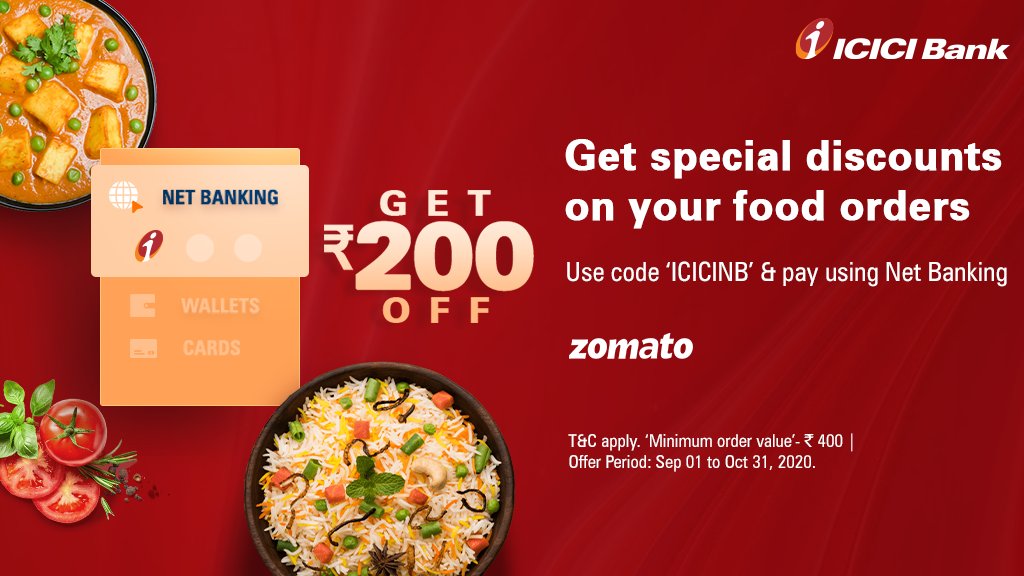 ICICI Bank
NET BANKING
WALLETS
CARDS
GET
₹200
OFF
Get special discounts
on your food orders
Use code ‘ICICINB’ & pay using Net Banking
zomato
T&C apply. ‘Minimum order value’- ₹ 400 |
Offer Period: Sep 01 to Oct 31, 2020.